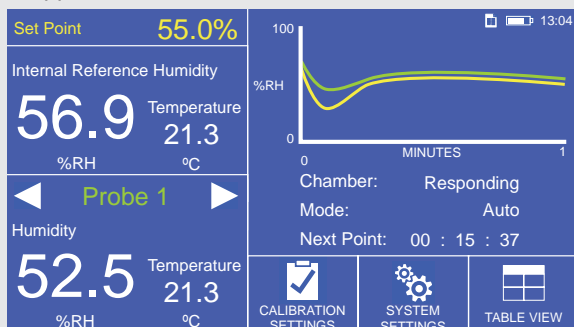 Set Point 55.0%
Internal Reference Humidity
56.9
Temperature
21.3
%RH ºC
Probe 1
Humidity
52.5
Temperature
21.3
%RH ºC
13:04
100
%RH
0
0 MINUTES 1
Chamber: Responding
Mode: Auto
Next Point: 00 : 15 : 37
CALIBRATION
SETTINGS
SYSTEM
SETTINGS
TABLE VIEW